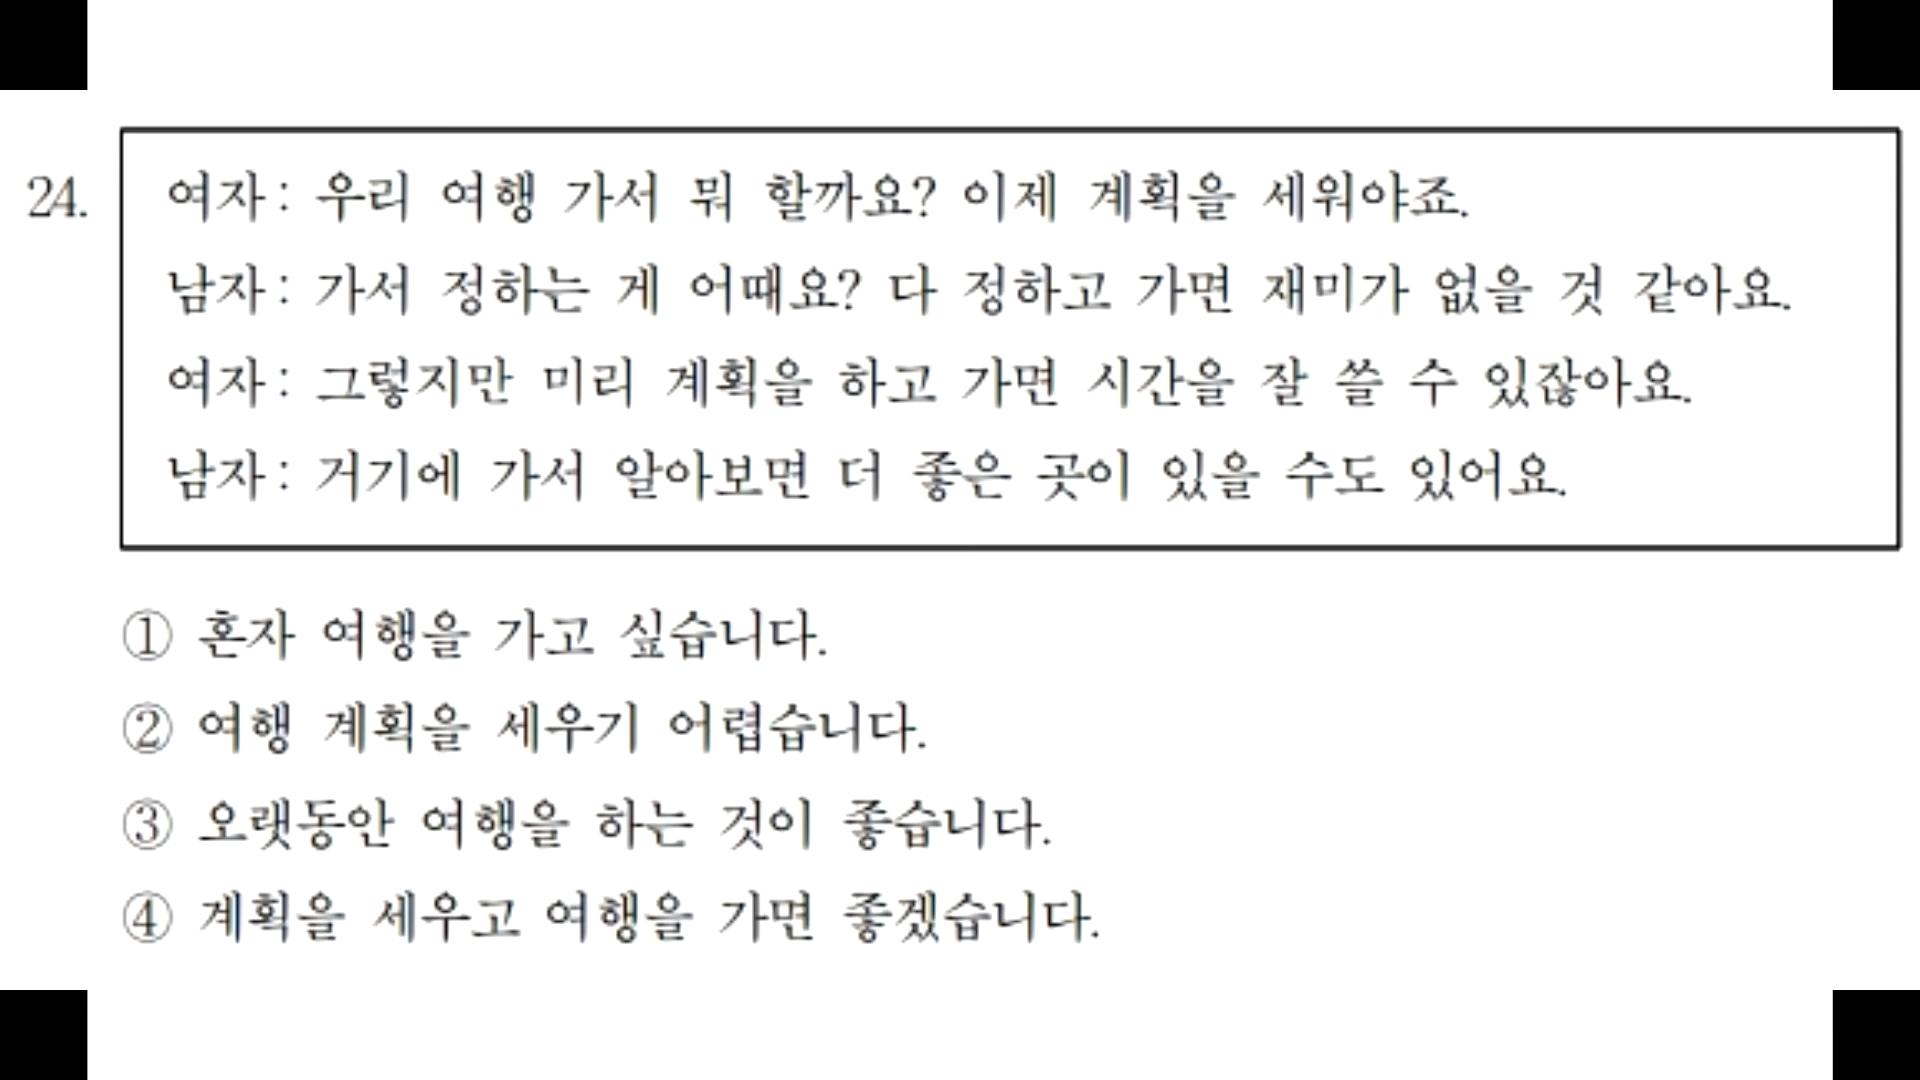 24.
여자: 우리 여행 가서 뭐 할까요? 이제 계획을 세워야죠.
남자: 가서 정하는 게 어때요? 다 정하고 가면 재미가 없을 것 같아요.
여자: 그렇지만 미리 계획을 하고 가면 시간을 잘 쓸 수 있잖아요.
남자: 거기에 가서 알아보면 더 좋은 곳이 있을 수도 있어요.
① 혼자 여행을 가고 싶습니다.
② 여행 계획을 세우기 어렵습니다.
③ 오랫동안 여행을 하는 것이 좋습니다.
④ 계획을 세우고 여행을 가면 좋겠습니다.